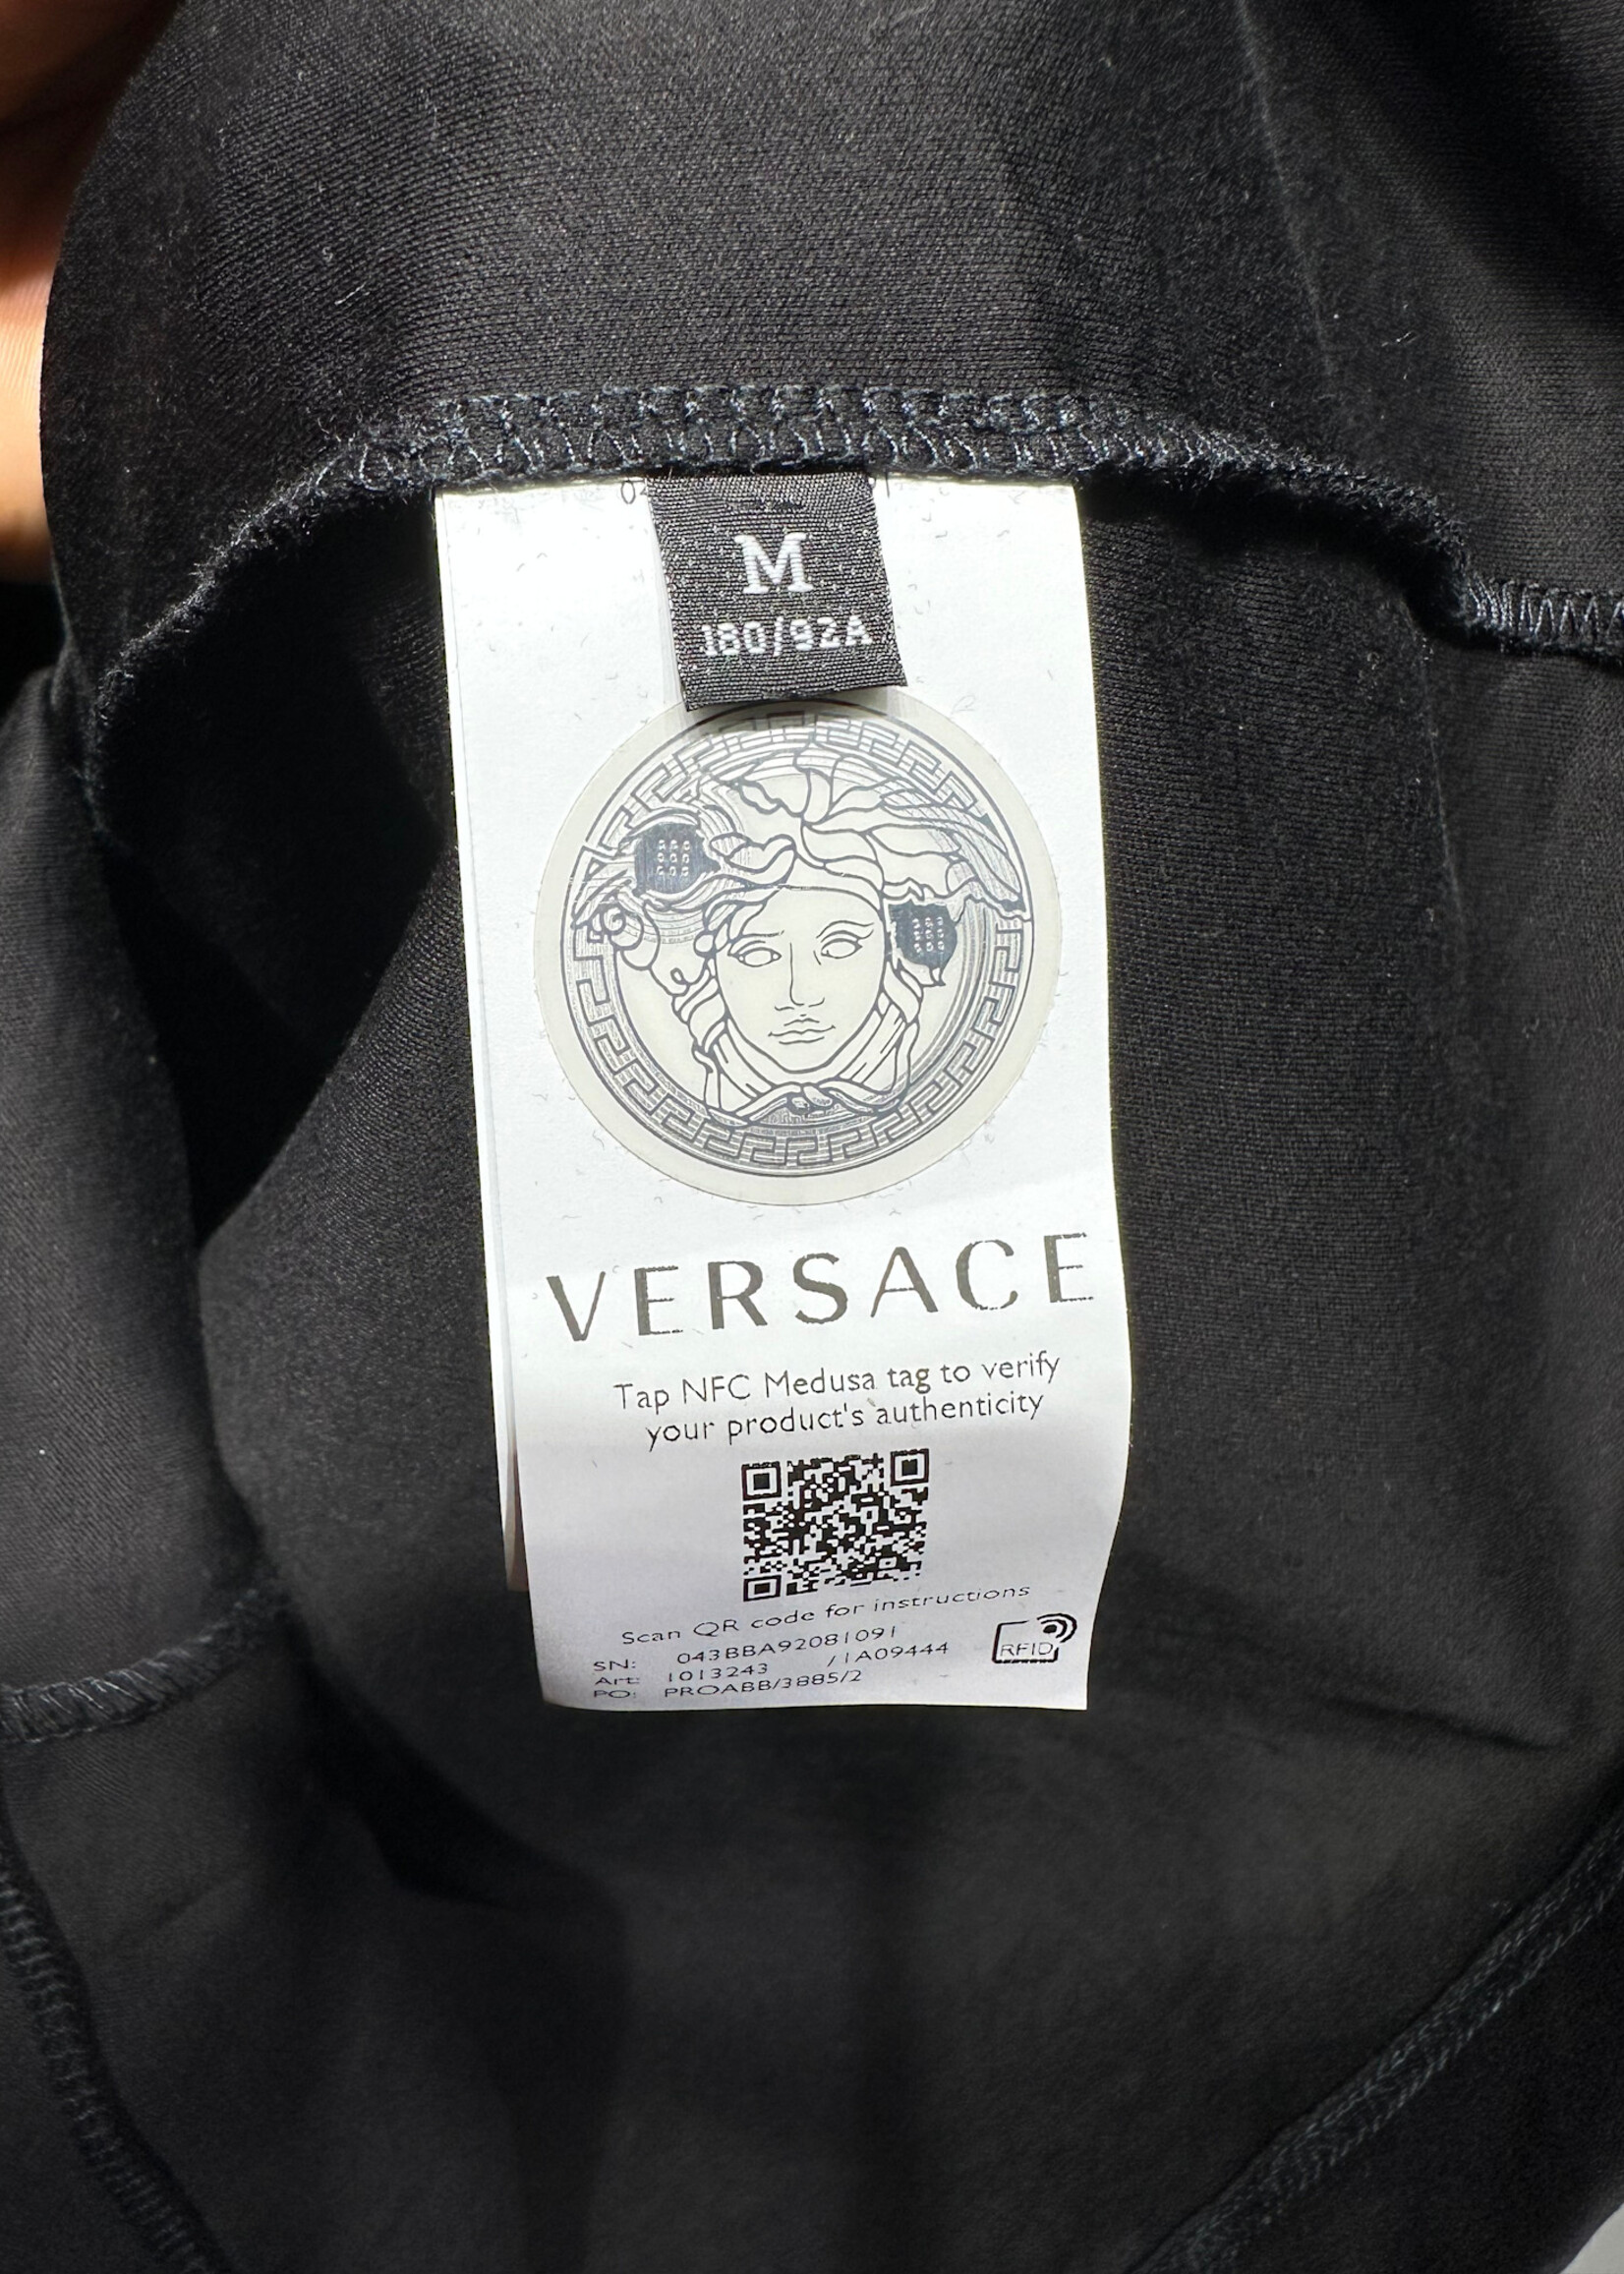 M
180/92A
VERSACE
Tap NFC Medusa tag to verify
your product's authenticity
Scan QR code for instructions
SN: 043BBA92081091
Art: 1013243 /1A09444
PO: PROABB/3885/2
RFID